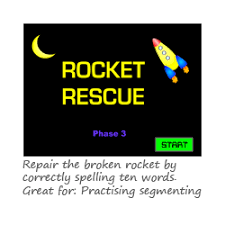 ROCKET
RESCUE
Phase 3
START
Repair the broken rocket by
correctly spelling ten words.
Great for: Practising segmenting